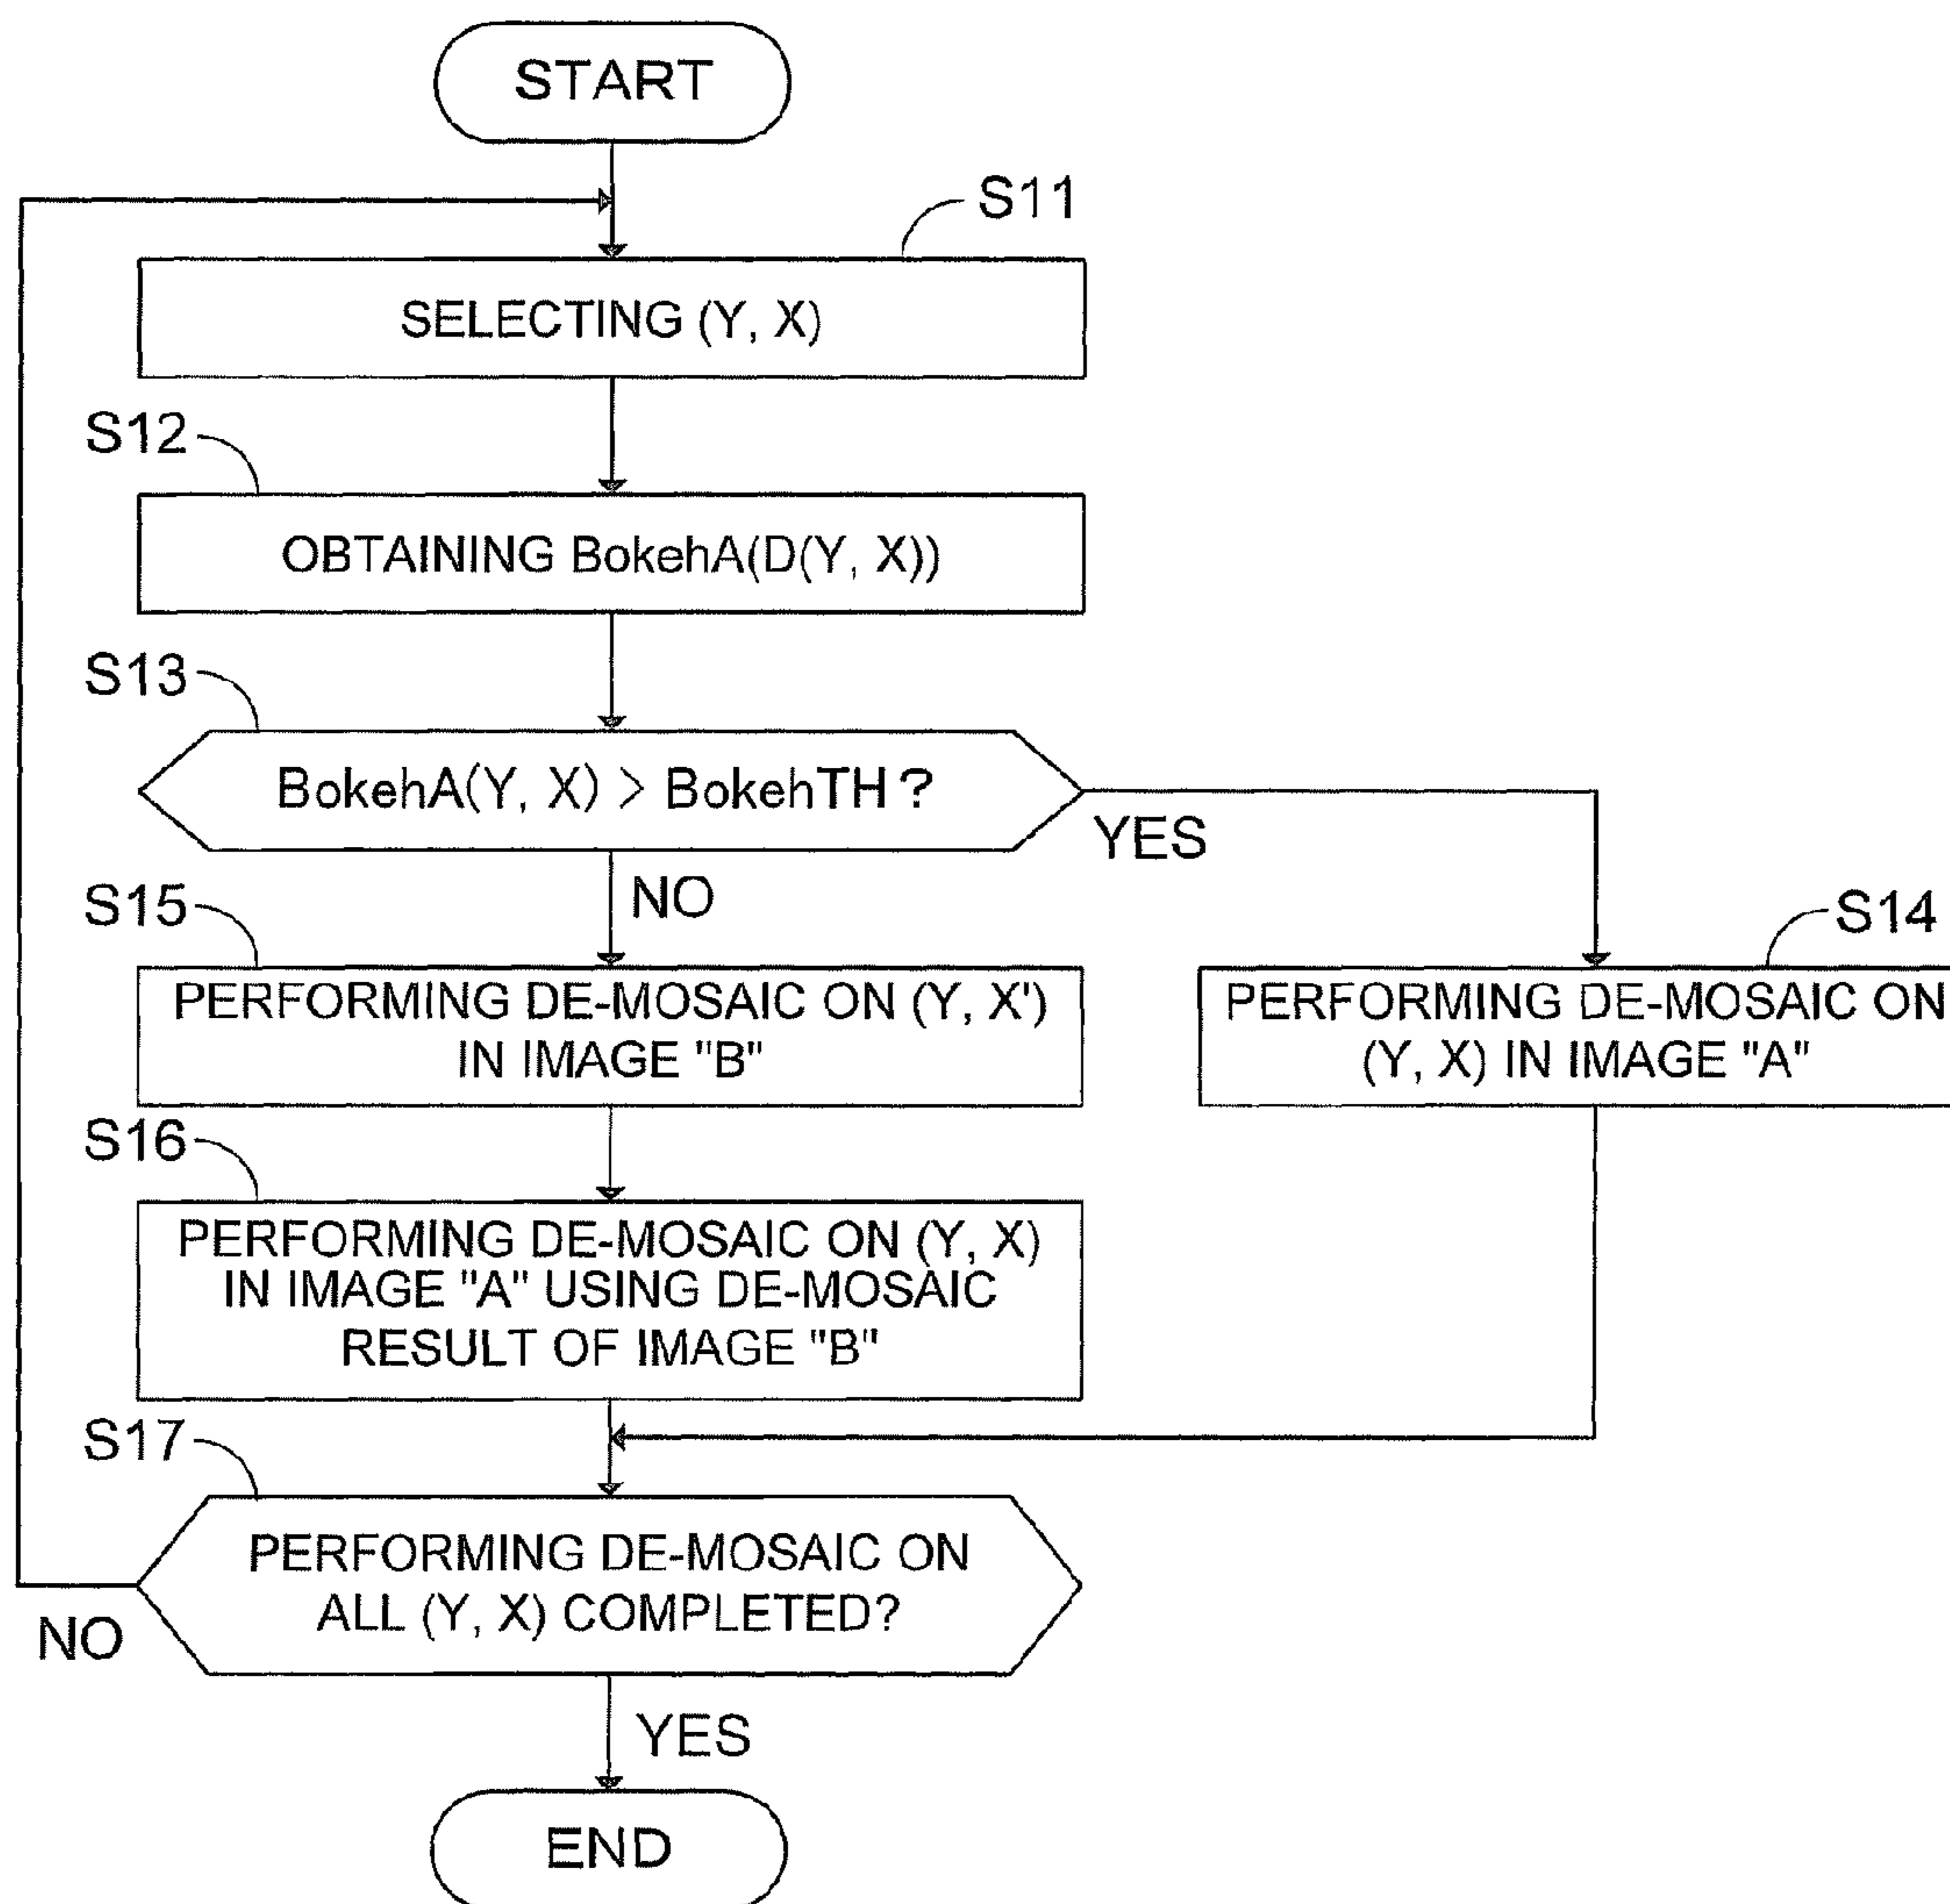 START
S11
SELECTING (Y, X)
S12
OBTAINING BokehA(D(Y, X))
S13
BokehA(Y, X) > BokehTH ?
YES
NO
S15
S14
PERFORMING DE-MOSAIC ON (Y, X')
IN IMAGE "B"
PERFORMING DE-MOSAIC ON
(Y, X) IN IMAGE "A"
S16
PERFORMING DE-MOSAIC ON (Y, X)
IN IMAGE "A" USING DE-MOSAIC
RESULT OF IMAGE "B"
S17
PERFORMING DE-MOSAIC ON
ALL (Y, X) COMPLETED?
NO
YES
END